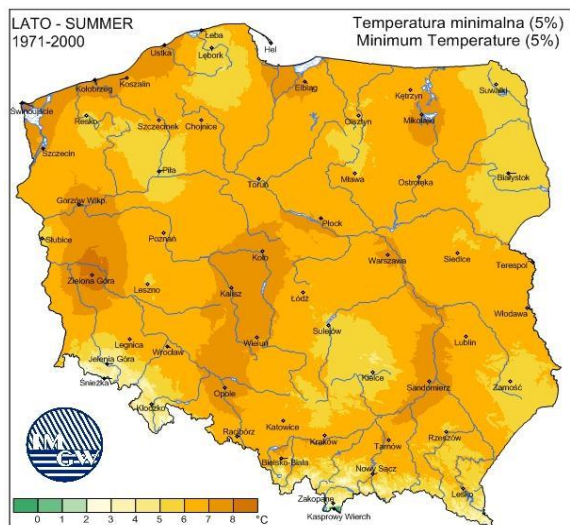 LATO - SUMMER
1971-2000
Temperatura minimalna (5%)
Minimum Temperature (5%)
Łeba
Hel
Ustka
Lębork
Koszalin
Kołobrzeg
Elbląg
Kętrzyn
Suwałki
Świnoujście
Resko
Szczecinek
Chojnice
Olsztyn
Mikołajki
Szczecin
Piła
Toruń
Mława
Ostrołęka
Białystok
Gorzów Wlkp.
Płock
Słubice
Poznań
Koło
Warszawa
Siedlce
Terespol
Zielona Góra
Leszno
Kalisz
Łódź
Włodawa
Sulejów
Legnica
Wrocław
Wieluń
Lublin
Jelenia Góra
Śnieżka
Kielce
Sandomierz
Zamość
Opole
Kłodzko
Racibórz
Katowice
Kraków
Tarnów
Rzeszów
Bielsko-Biała
Nowy Sącz
Lesko
Zakopane
Kasprowy Wierch
IM
GW
0 1 2 3 4 5 6 7 8 °C